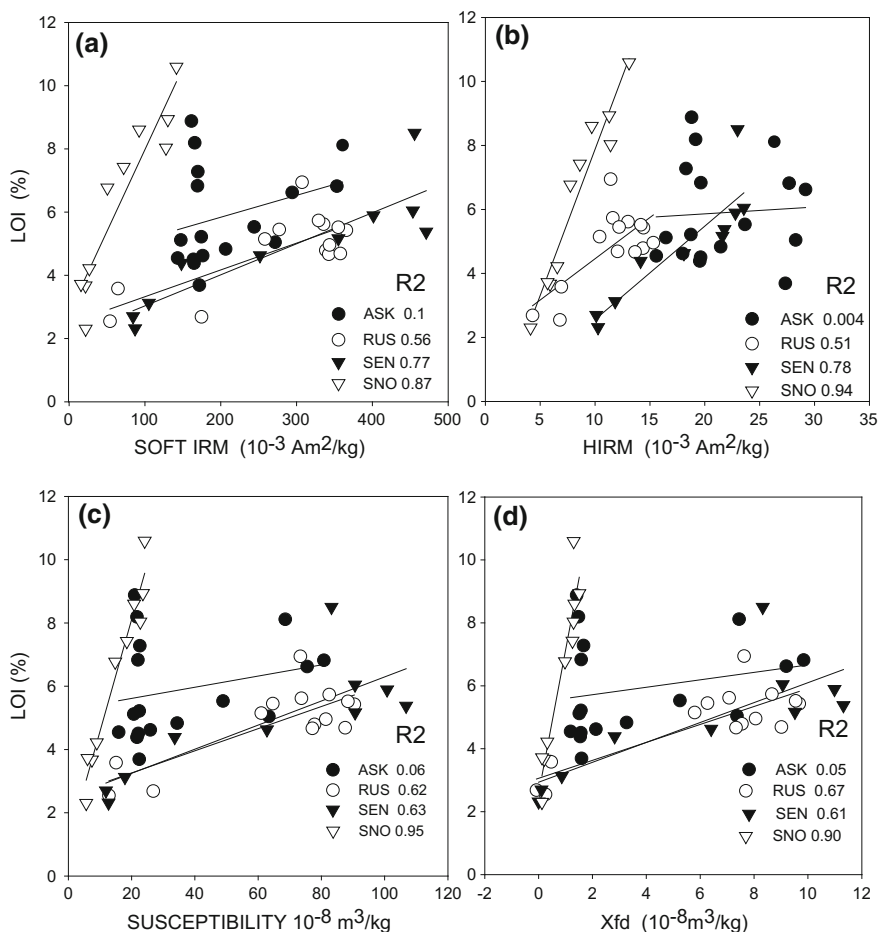 (a)
12
10
8
6
4
2
0
LOI (%)
R2
ASK 0.1
RUS 0.56
SEN 0.77
SNO 0.87
0 100 200 300 400 500
SOFT IRM (10-3 Am2/kg)
(b)
12
10
8
6
4
2
0
R2
ASK 0.004
RUS 0.51
SEN 0.78
SNO 0.94
0 5 10 15 20 25 30 35
HIRM (10-3 Am2/kg)
(c)
12
10
8
6
4
2
0
LOI (%)
R2
ASK 0.06
RUS 0.62
SEN 0.63
SNO 0.95
0 20 40 60 80 100 120
SUSCEPTIBILITY 10-8 m3/kg
(d)
12
10
8
6
4
2
0
R2
ASK 0.05
RUS 0.67
SEN 0.61
SNO 0.90
-2 0 2 4 6 8 10 12
Xfd (10-8m3/kg)